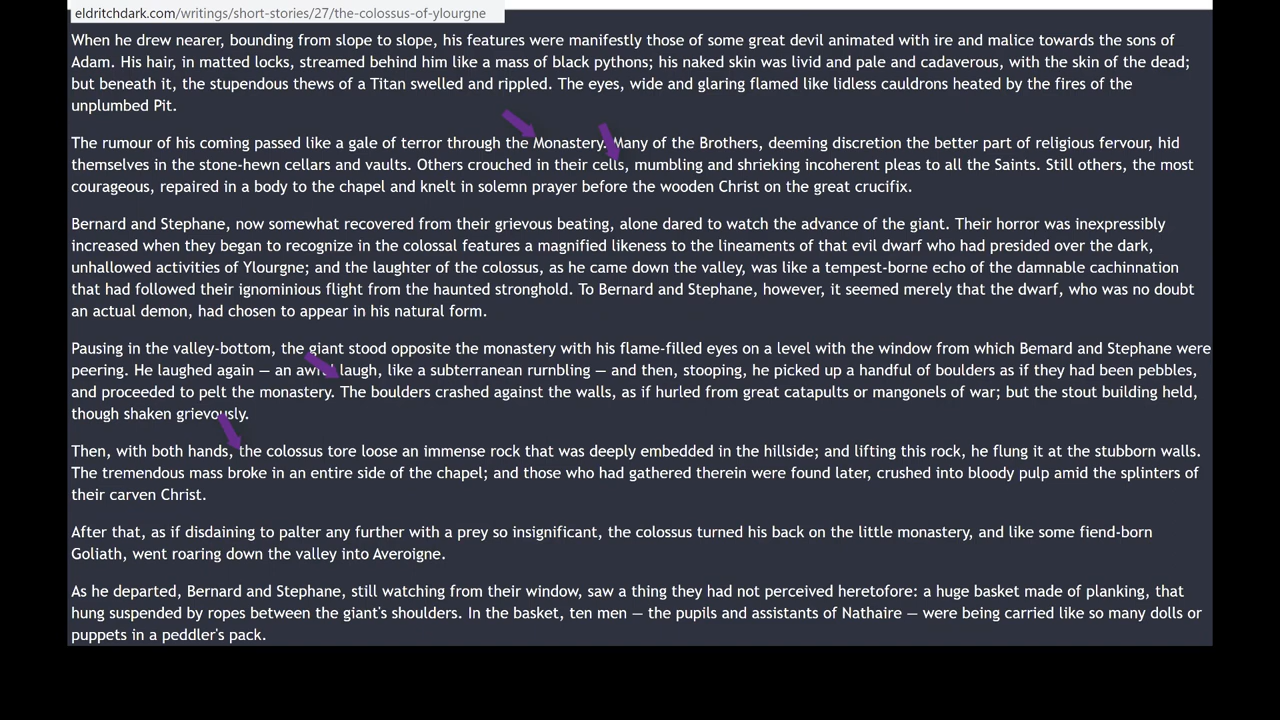 eldritchdark.com/writings/short-stories/27/the-colossus-of-ylourgne
When he drew nearer, bounding from slope to slope, his features were manifestly those of some great devil animated with ire and malice towards the sons of
Adam. His hair, in matted locks, streamed behind him like a mass of black pythons; his naked skin was livid and pale and cadaverous, with the skin of the dead;
but beneath it, the stupendous thews of a Titan swelled and rippled. The eyes, wide and glaring flamed like lidless cauldrons heated by the fires of the
unplumbed Pit.
The rumour of his coming passed like a gale of terror through the Monastery. Many of the Brothers, deeming discretion the better part of religious fervour, hid
themselves in the stone-hewn cellars and vaults. Others crouched in their cells, mumbling and shrieking incoherent pleas to all the Saints. Still others, the most
courageous, repaired in a body to the chapel and knelt in solemn prayer before the wooden Christ on the great crucifix.
Bernard and Stephane, now somewhat recovered from their grievous beating, alone dared to watch the advance of the giant. Their horror was inexpressibly
increased when they began to recognize in the colossal features a magnified likeness to the lineaments of that evil dwarf who had presided over the dark,
unhallowed activities of Ylourgne; and the laughter of the colossus, as he came down the valley, was like a tempest-borne echo of the damnable cachinnation
that had followed their ignominious flight from the haunted stronghold. To Bernard and Stephane, however, it seemed merely that the dwarf, who was no doubt
an actual demon, had chosen to appear in his natural form.
Pausing in the valley-bottom, the giant stood opposite the monastery with his flame-filled eyes on a level with the window from which Bemard and Stephane were
peering. He laughed again — an awful laugh, like a subterranean rurnbling — and then, stooping, he picked up a handful of boulders as if they had been pebbles,
and proceeded to pelt the monastery. The boulders crashed against the walls, as if hurled from great catapults or mangonels of war; but the stout building held,
though shaken grievously.
Then, with both hands, the colossus tore loose an immense rock that was deeply embedded in the hillside; and lifting this rock, he flung it at the stubborn walls.
The tremendous mass broke in an entire side of the chapel; and those who had gathered therein were found later, crushed into bloody pulp amid the splinters of
their carven Christ.
After that, as if disdaining to palter any further with a prey so insignificant, the colossus turned his back on the little monastery, and like some fiend-born
Goliath, went roaring down the valley into Averoigne.
As he departed, Bernard and Stephane, still watching from their window, saw a thing they had not perceived heretofore: a huge basket made of planking, that
hung suspended by ropes between the giant's shoulders. In the basket, ten men — the pupils and assistants of Nathaire — were being carried like so many dolls or
puppets in a peddler's pack.